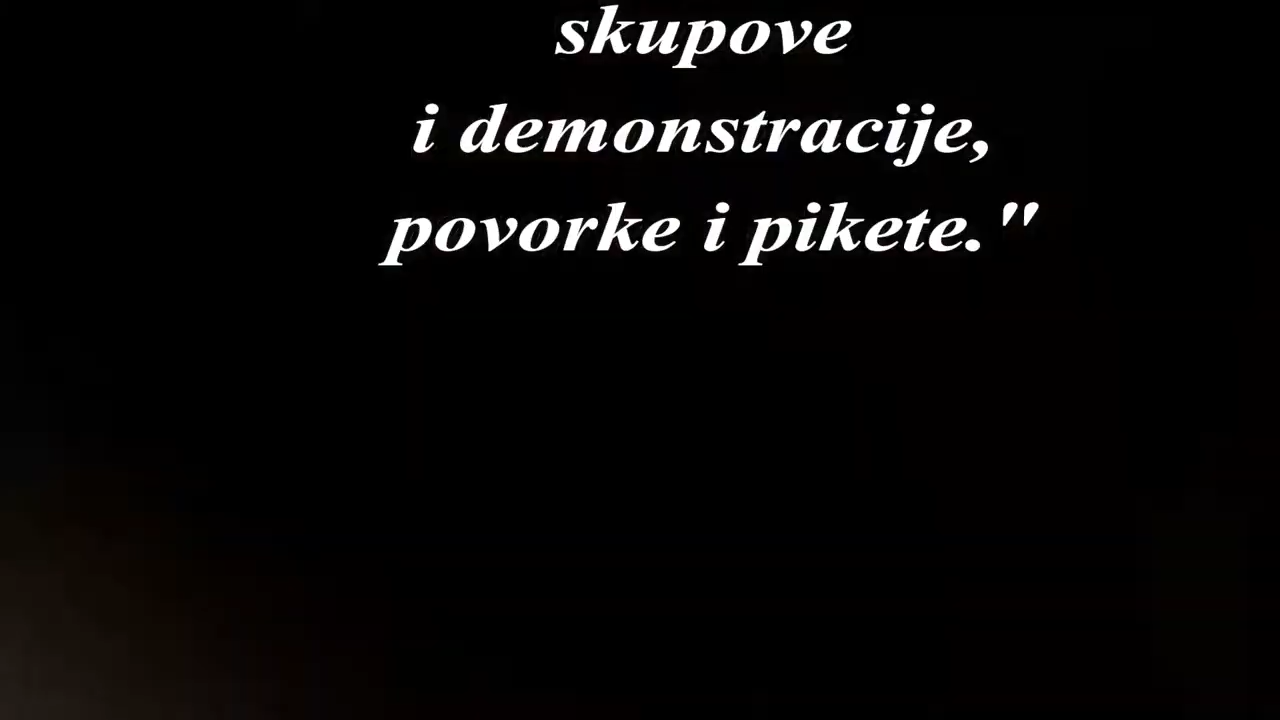 skupove
i demonstracije,
povorke i pikete."